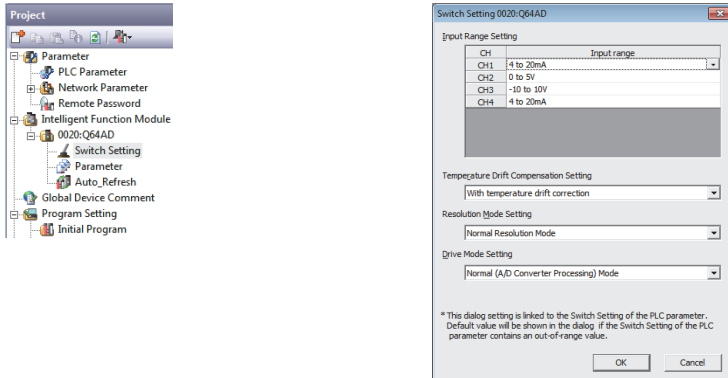 Project
Parameter
PLC Parameter
Network Parameter
Remote Password
Intelligent Function Module
0020:Q64AD
Switch Setting
Parameter
Auto_Refresh
Global Device Comment
Program Setting
Initial Program
Switch Setting 0020:Q64AD
Input Range Setting
CH Input range
CH1 4 to 20mA
CH2 0 to 5V
CH3 -10 to 10V
CH4 4 to 20mA
Temperature Drift Compensation Setting
With temperature drift correction
Resolution Mode Setting
Normal Resolution Mode
Drive Mode Setting
Normal (A/D Converter Processing) Mode
* This dialog setting is linked to the Switch Setting of the PLC parameter.
Default value will be shown in the dialog if the Switch Setting of the PLC
parameter contains an out-of-range value.
OK Cancel